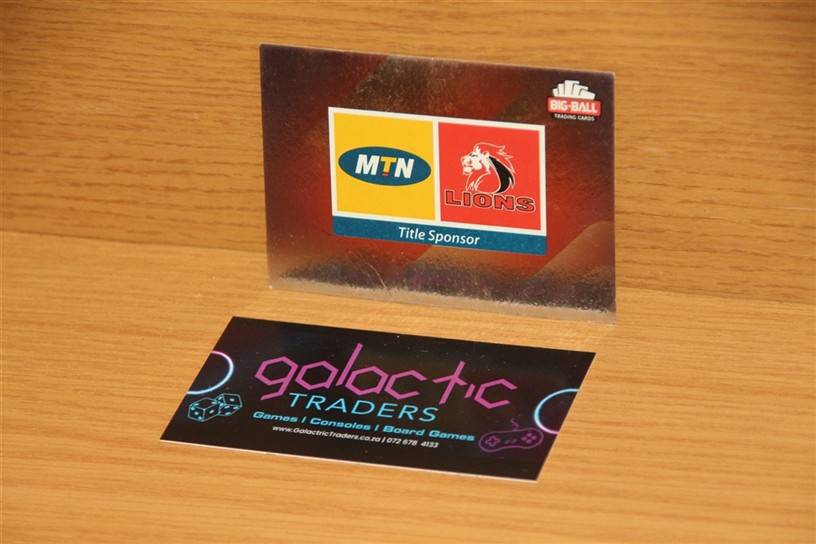 BIG-BALL
TRADING CARDS
MTN
LIONS
Title Sponsor
galactic
TRADERS
Games | Consoles | Board Games
www.GalactricTraders.co.za | 072 678 4133